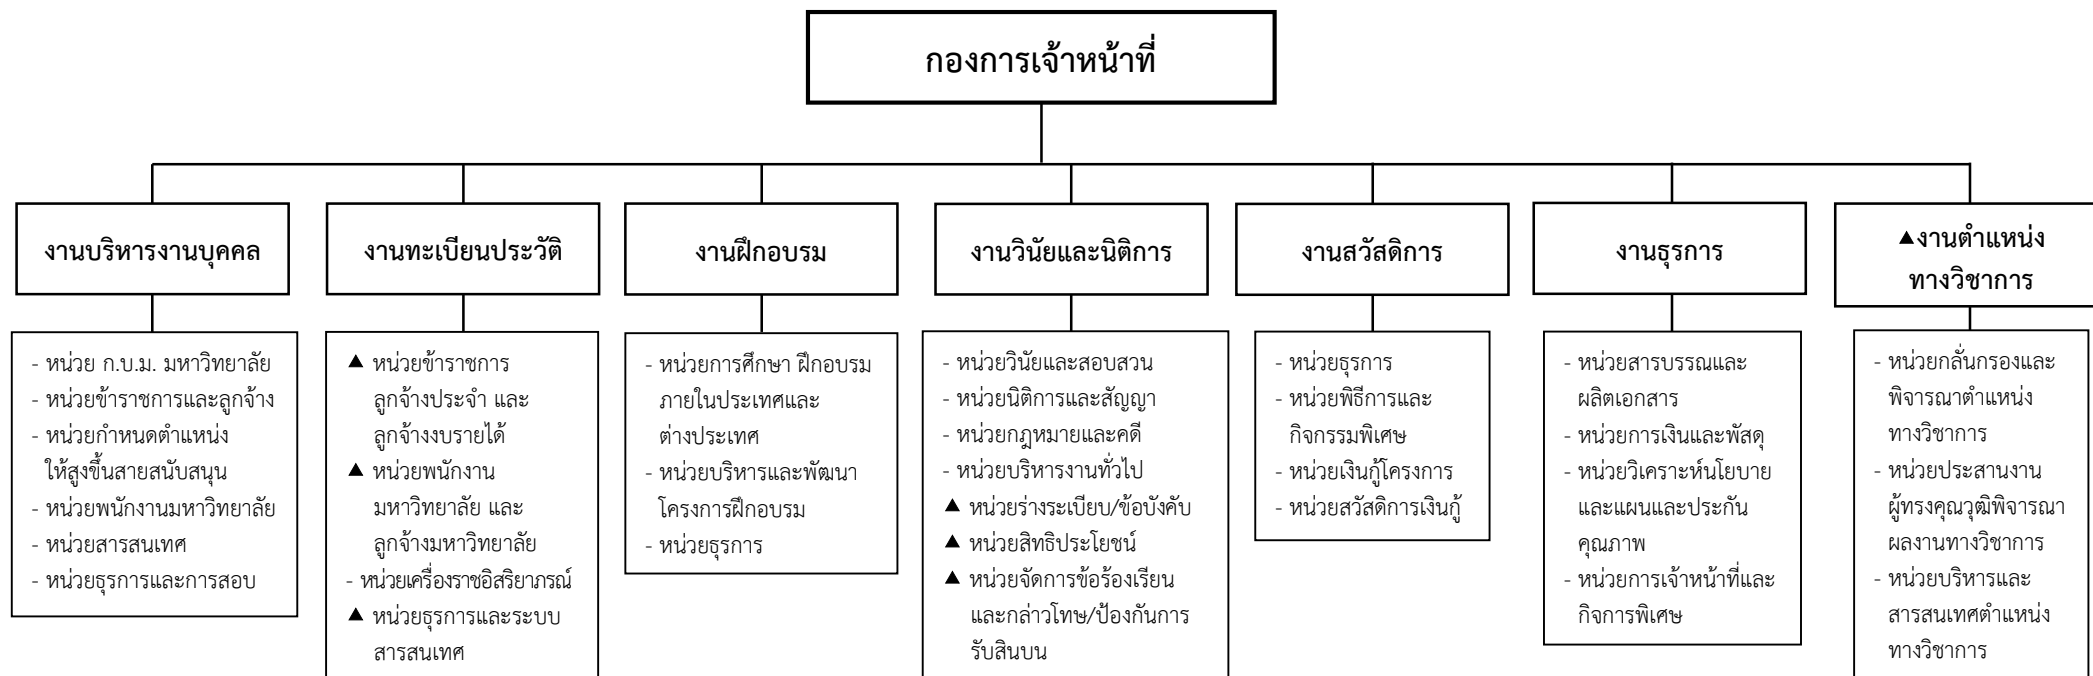 กองการเจ้าหน้าที่
งานบริหารงานบุคคล
- หน่วย ก.บ.ม. มหาวิทยาลัย
- หน่วยข้าราชการและลูกจ้าง
- หน่วยกำหนดตำแหน่ง
ให้สูงขึ้นสายสนับสนุน
- หน่วยพนักงานมหาวิทยาลัย
- หน่วยสารสนเทศ
- หน่วยธุรการและการสอบ
งานทะเบียนประวัติ
▲ หน่วยข้าราชการ
ลูกจ้างประจำ และ
ลูกจ้างงบรายได้
▲ หน่วยพนักงาน
มหาวิทยาลัย และ
ลูกจ้างมหาวิทยาลัย
- หน่วยเครื่องราชอิสริยาภรณ์
▲ หน่วยธุรการและระบบ
สารสนเทศ
งานฝึกอบรม
- หน่วยการศึกษา ฝึกอบรม
ภายในประเทศและ
ต่างประเทศ
- หน่วยบริหารและพัฒนา
โครงการฝึกอบรม
- หน่วยธุรการ
งานวินัยและนิติการ
- หน่วยวินัยและสอบสวน
- หน่วยนิติการและสัญญา
- หน่วยกฎหมายและคดี
- หน่วยบริหารงานทั่วไป
▲ หน่วยร่างระเบียบ/ข้อบังคับ
▲ หน่วยสิทธิประโยชน์
▲ หน่วยจัดการข้อร้องเรียน
และกล่าวโทษ/ป้องกันการ
รับสินบน
งานสวัสดิการ
- หน่วยธุรการ
- หน่วยพิธีการและ
กิจกรรมพิเศษ
- หน่วยเงินกู้โครงการ
- หน่วยสวัสดิการเงินกู้
งานธุรการ
- หน่วยสารบรรณและ
ผลิตเอกสาร
- หน่วยการเงินและพัสดุ
- หน่วยวิเคราะห์นโยบาย
และแผนและประกัน
คุณภาพ
- หน่วยการเจ้าหน้าที่และ
กิจการพิเศษ
▲งานตำแหน่ง
ทางวิชาการ
- หน่วยกลั่นกรองและ
พิจารณาตำแหน่ง
ทางวิชาการ
- หน่วยประสานงาน
ผู้ทรงคุณวุฒิพิจารณา
ผลงานทางวิชาการ
- หน่วยบริหารและ
สารสนเทศตำแหน่ง
ทางวิชาการ